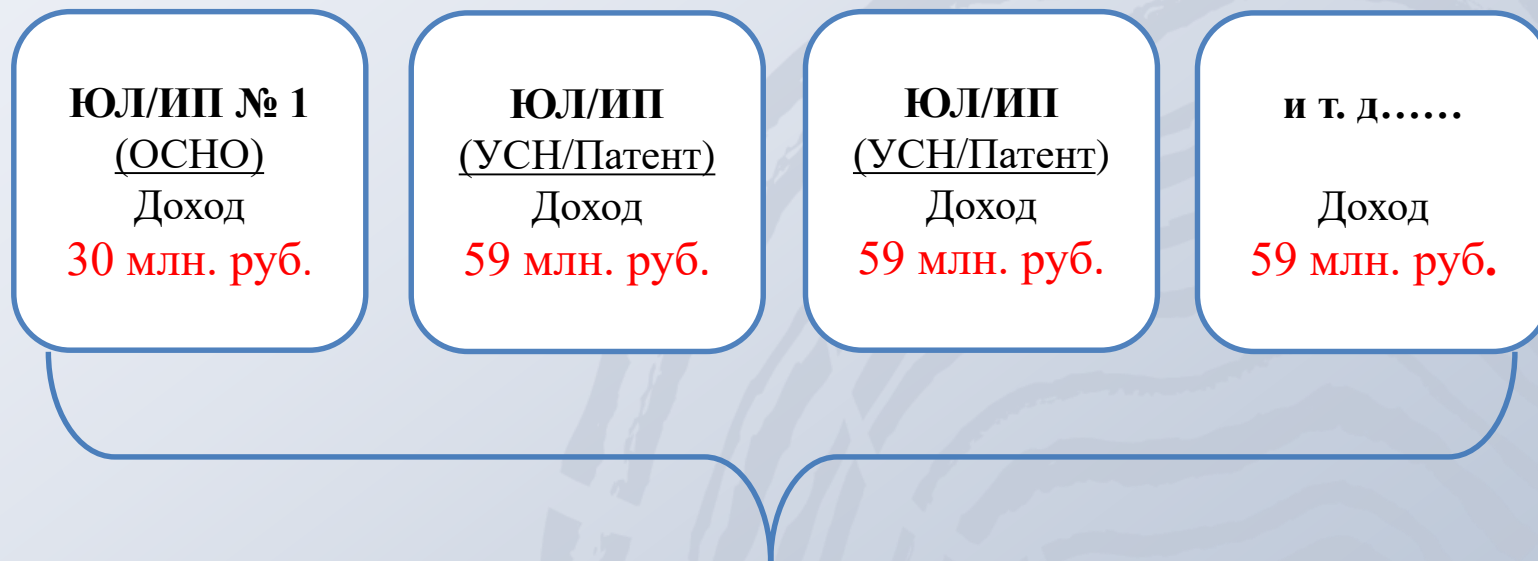 ЮЛ/ИП № 1
(ОСНО)
Доход
30 млн. руб.
ЮЛ/ИП
(УСН/Патент)
Доход
59 млн. руб.
ЮЛ/ИП
(УСН/Патент)
Доход
59 млн. руб.
и т. д……
Доход
59 млн. руб.